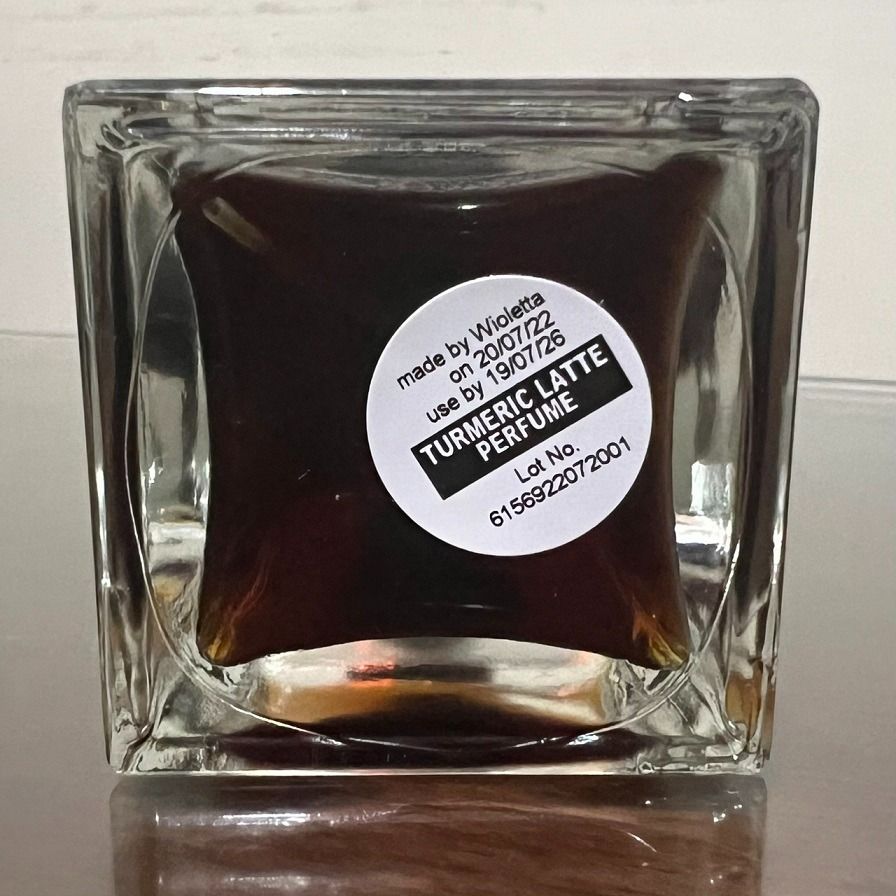 made by Wioletta
on 20/07/22
use by 19/07/26
TURMERIC LATTE
PERFUME
Lot No.
6156922072001